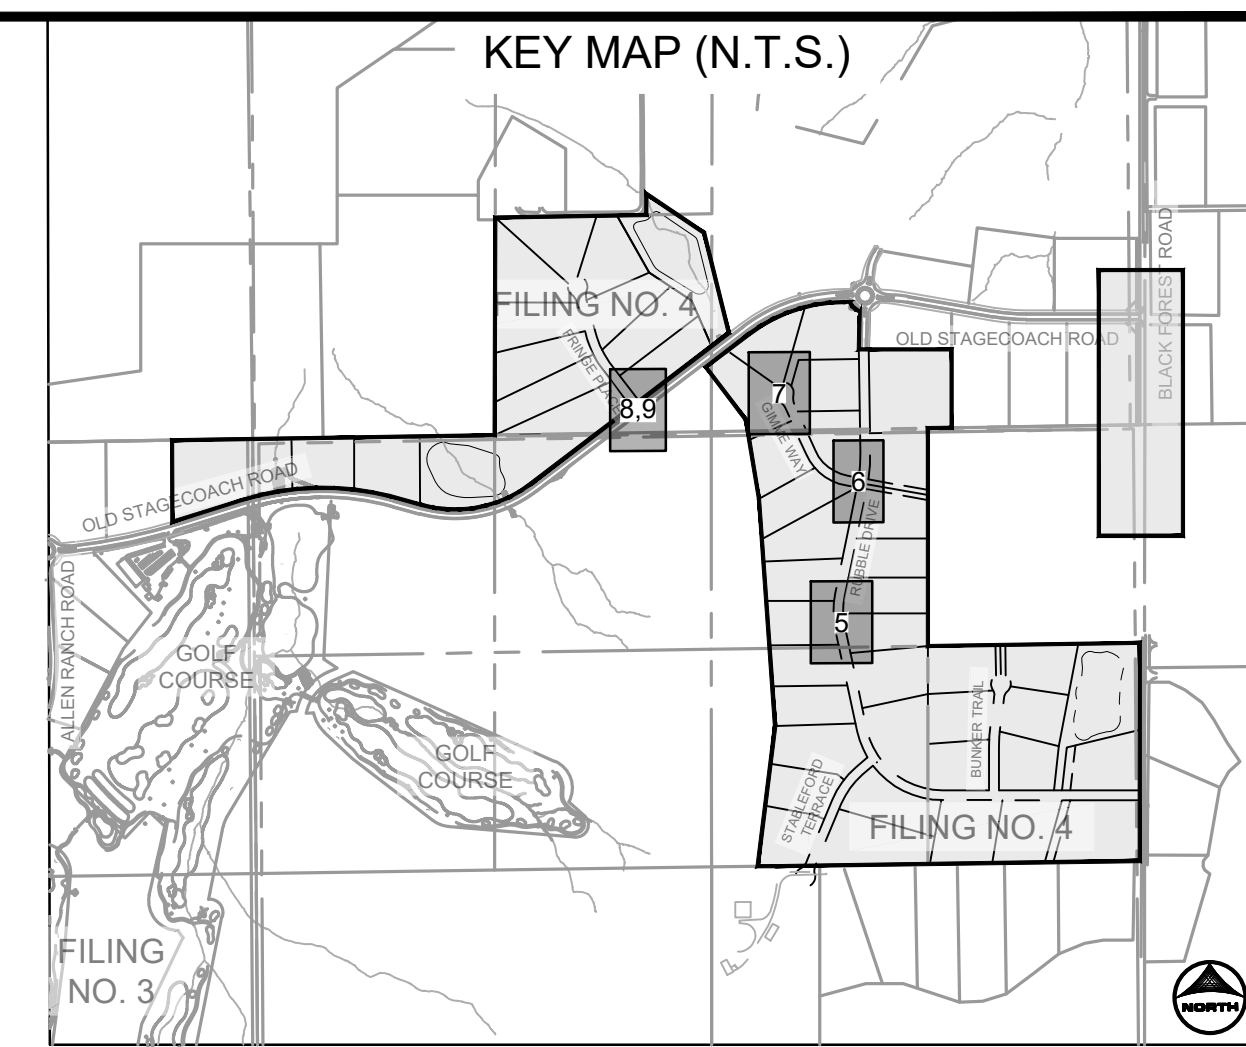 KEY MAP (N.T.S.)
BLACK FOREST ROAD
FILING NO. 4
OLD STAGECOACH ROAD
FRINGE PLACE
7
8,9
GIMME WAY
OLD STAGECOACH ROAD
6
RUBBLE DRIVE
5
ALLEN RANCH ROAD
GOLF
COURSE
GOLF
COURSE
BUNKER TRAIL
STABLEFORD
TERRACE
FILING NO. 4
FILING
NO. 3
NORTH